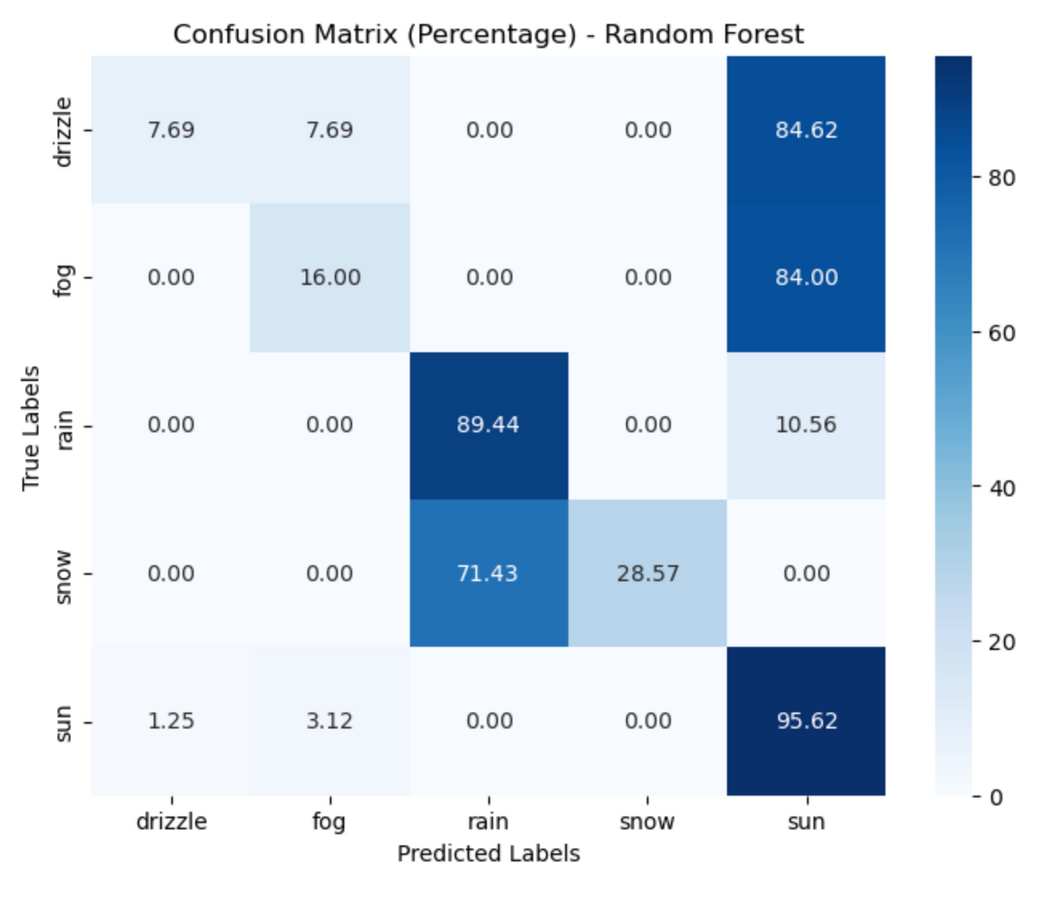 Confusion Matrix (Percentage) - Random Forest
drizzle 7.69 7.69 0.00 0.00 84.62
80
fog 0.00 16.00 0.00 0.00 84.00
60
True Labels
rain 0.00 0.00 89.44 0.00 10.56
40
snow 0.00 0.00 71.43 28.57 0.00
20
sun 1.25 3.12 0.00 0.00 95.62
0
drizzle fog rain snow sun
Predicted Labels